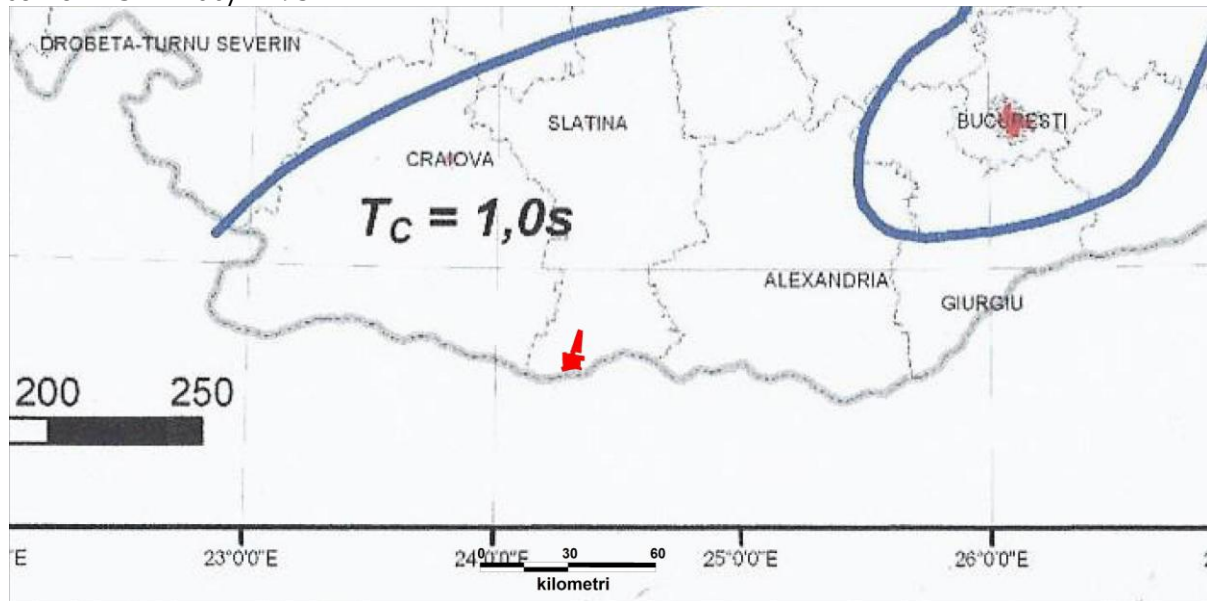 DROBETA-TURNU SEVERIN
SLATINA
BUCUREȘTI
CRAIOVA
T_C = 1,0s
ALEXANDRIA
GIURGIU
200 250
E 23°0'0"E 24°0'0"E 25°0'0"E 26°0'0"E
0 30 60
kilometri